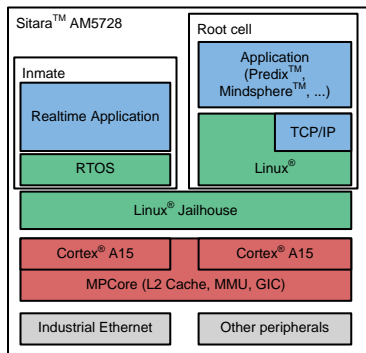 Sitara™ AM5728
Root cell
Application
(Predix™,
Mindsphere™, ...)
TCP/IP
Linux®
Inmate
Realtime Application
RTOS
Linux® Jailhouse
Cortex® A15
Cortex® A15
MPCore (L2 Cache, MMU, GIC)
Industrial Ethernet
Other peripherals